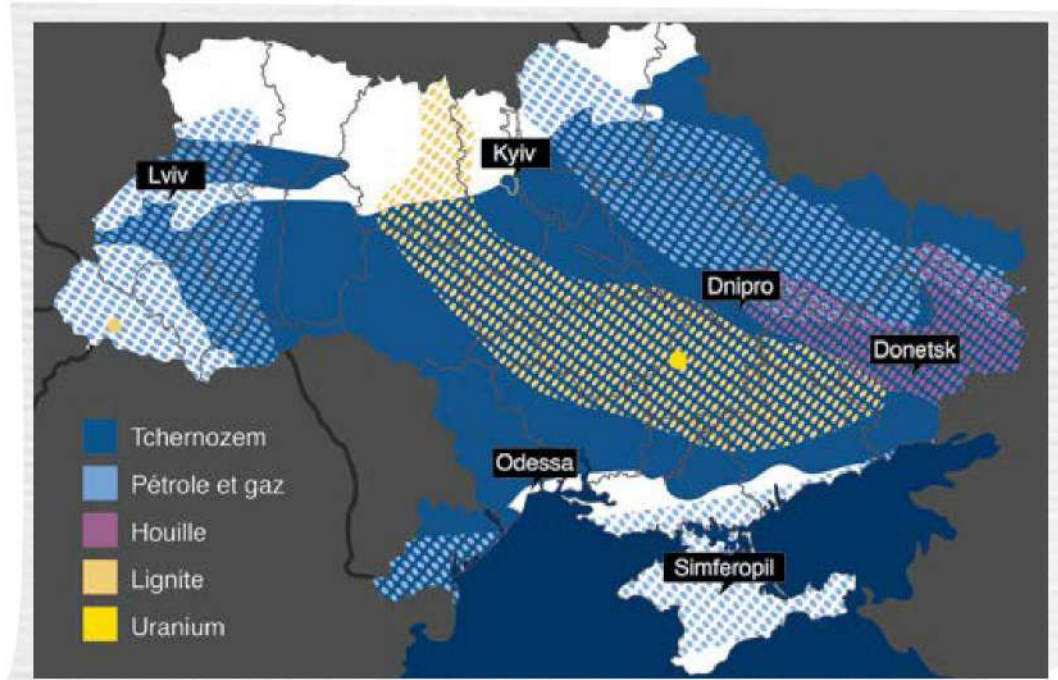 Kyiv
Lviv
Dnipro
Donetsk
Odessa
Simferopil
Tchernozem
Pétrole et gaz
Houille
Lignite
Uranium